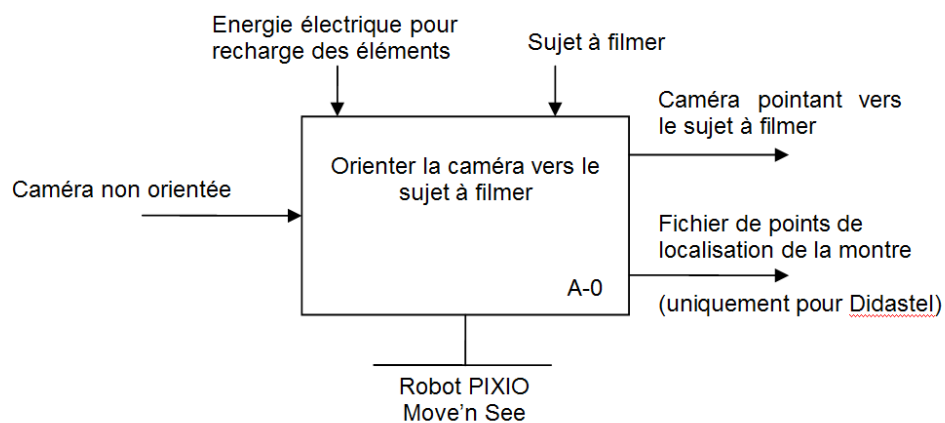 Energie électrique pour
recharge des éléments
Sujet à filmer
Caméra pointant vers
le sujet à filmer
Orienter la caméra vers le
sujet à filmer
Caméra non orientée
Fichier de points de
localisation de la montre
(uniquement pour Didastel)
A-0
Robot PIXIO
Move’n See